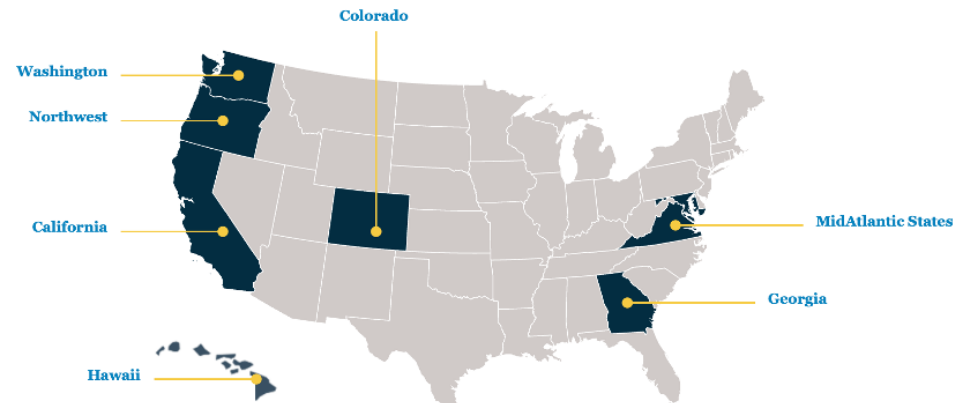 Colorado
Washington
Northwest
California
MidAtlantic States
Georgia
Hawaii